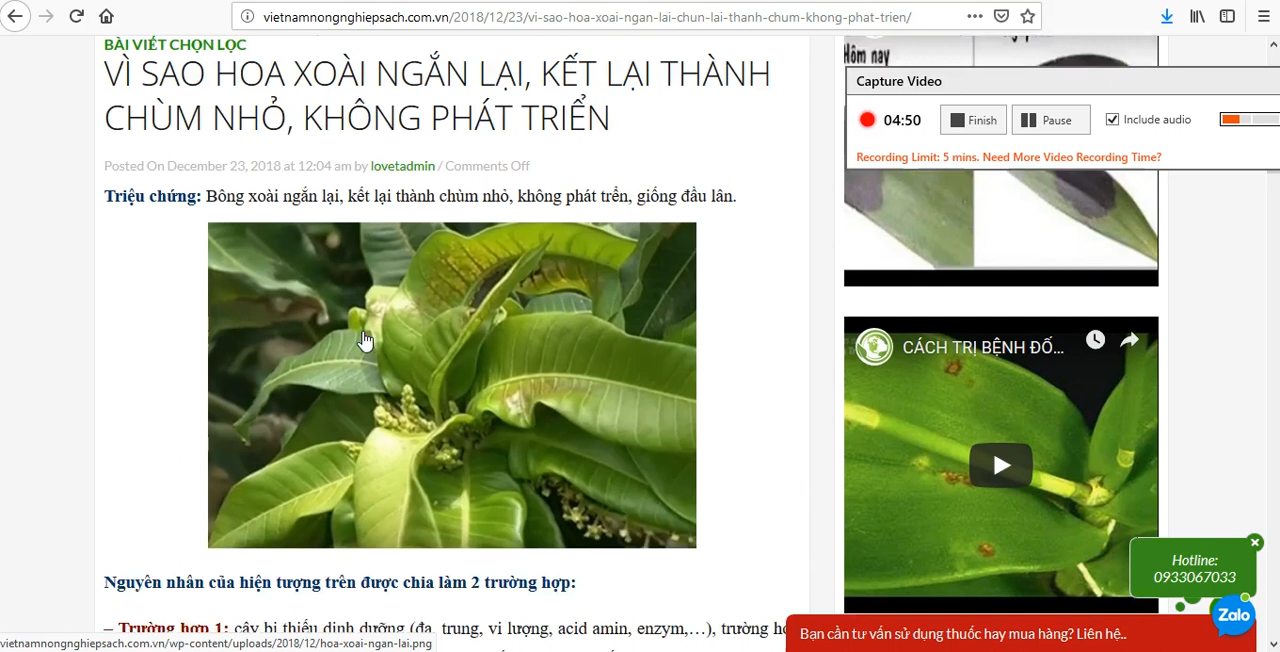 vietnamnongnghiepsach.com.vn/2018/12/23/vi-sao-hoa-xoai-ngan-lai-chun-lai-thanh-chum-khong-phat-trien/
BÀI VIẾT CHỌN LỌC
VÌ SAO HOA XOÀI NGẮN LẠI, KẾT LẠI THÀNH
CHÙM NHỎ, KHÔNG PHÁT TRIỂN
Posted On December 23, 2018 at 12:04 am by lovetadmin / Comments Off
Triệu chứng: Bông xoài ngắn lại, kết lại thành chùm nhỏ, không phát trển, giống đầu lân.
Nguyên nhân của hiện tượng trên được chia làm 2 trường hợp:
– Trường hợp 1: cây bị thiếu dinh dưỡng (đa, trung, vi lượng, acid amin, enzym,…), trường
vietnamnongnghiepsach.com.vn/wp-content/uploads/2018/12/hoa-xoai-ngan-lai.png
Hôm nay
Capture Video
04:50
Finish
Pause
Include audio
Recording Limit: 5 mins. Need More Video Recording Time?
CÁCH TRỊ BỆNH ĐỐ...
Hotline:
0933067033
Zalo
Bạn cần tư vấn sử dụng thuốc hay mua hàng? Liên hệ..